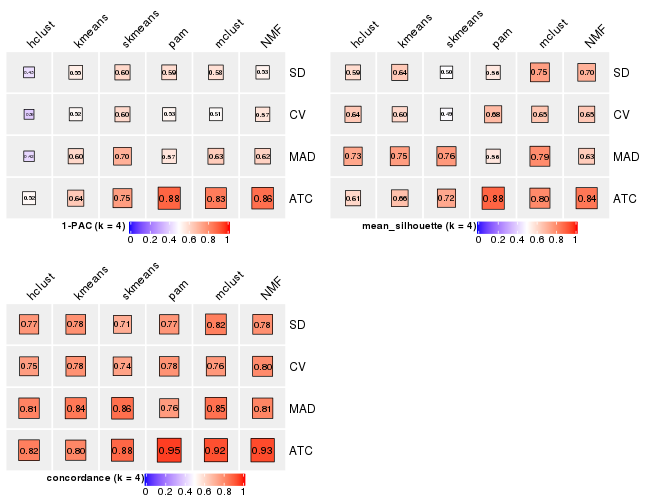 hclust kmeans skmeans pam mclust NMF
0.55 0.60 0.59 0.58 0.53 SD
0.52 0.60 0.53 0.51 0.57 CV
0.60 0.70 0.57 0.63 0.62 MAD
0.52 0.64 0.75 0.88 0.83 0.86 ATC
1-PAC (k = 4)
0 0.2 0.4 0.6 0.8 1
hclust kmeans skmeans pam mclust NMF
0.59 0.64 0.50 0.56 0.75 0.70 SD
0.64 0.60 0.49 0.68 0.65 0.65 CV
0.73 0.75 0.76 0.56 0.79 0.63 MAD
0.61 0.66 0.72 0.88 0.80 0.84 ATC
mean_silhouette (k = 4)
0 0.2 0.4 0.6 0.8 1
hclust kmeans skmeans pam mclust NMF
0.77 0.78 0.71 0.77 0.82 0.78 SD
0.75 0.78 0.74 0.78 0.76 0.80 CV
0.81 0.84 0.86 0.76 0.85 0.81 MAD
0.82 0.80 0.88 0.95 0.92 0.93 ATC
concordance (k = 4)
0 0.2 0.4 0.6 0.8 1